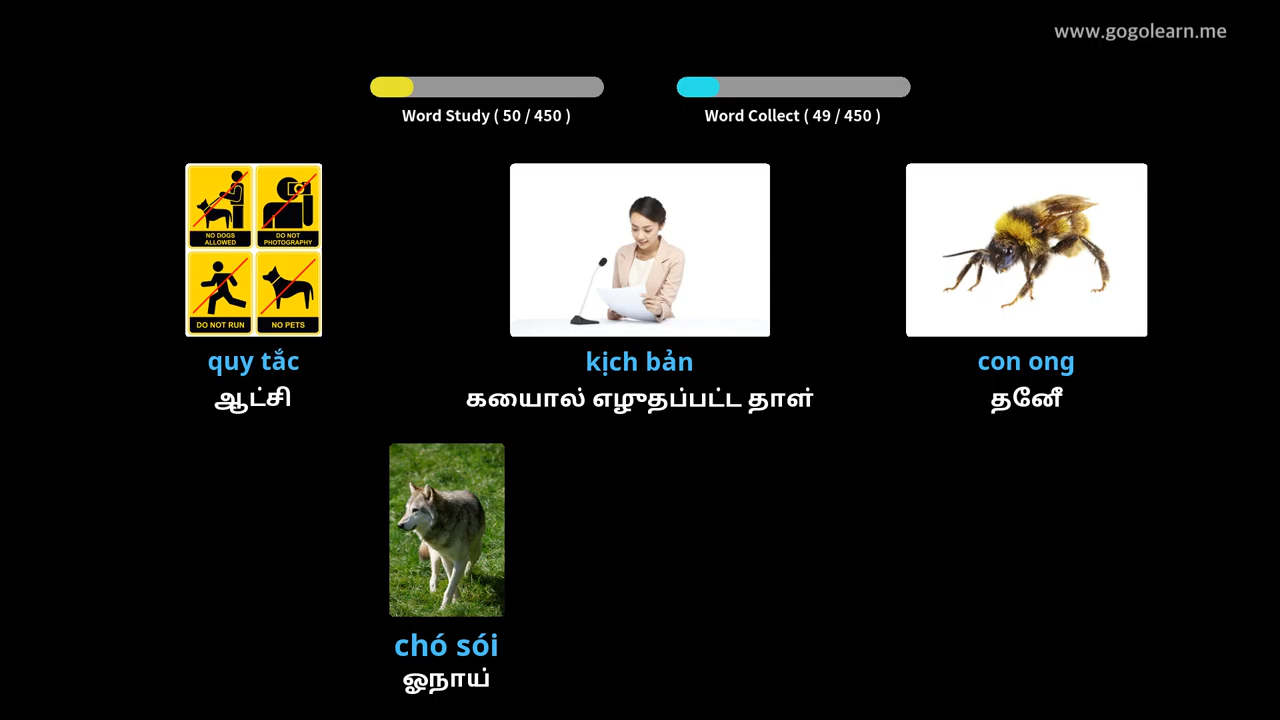 www.gogolearn.me
Word Study ( 50 / 450 )
Word Collect ( 49 / 450 )
NO DOGS
ALLOWED
DO NOT
PHOTOGRAPHY
DO NOT RUN
NO PETS
quy tắc
kịch bản
con ong
ஆட்சி
கையால் எழுதப்பட்ட தாள்
தேனீ
chó sói
ஓநாய்